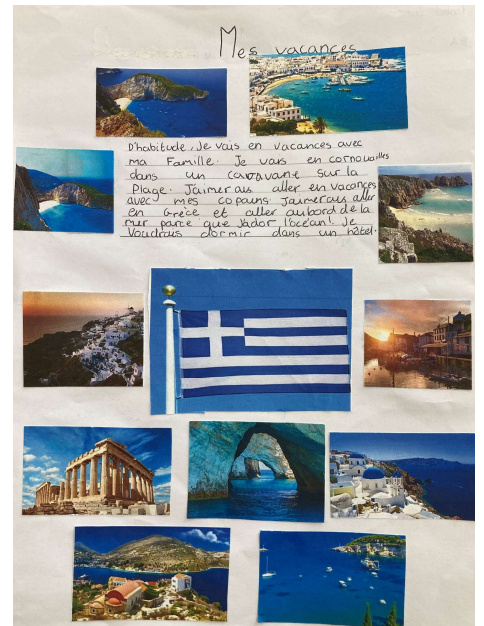 Mes vacances
D'habitude, Je vais en vacances avec
ma Famille. Je vais en cornouailles
dans un caravane sur la
Plage. J'aimerais aller en vacances
avec mes copains. Jaimerais aller
en Grèce et aller au bord de la
mer parce que J'ador l'océan! Je
Voudrais dormir dans un hôtel.